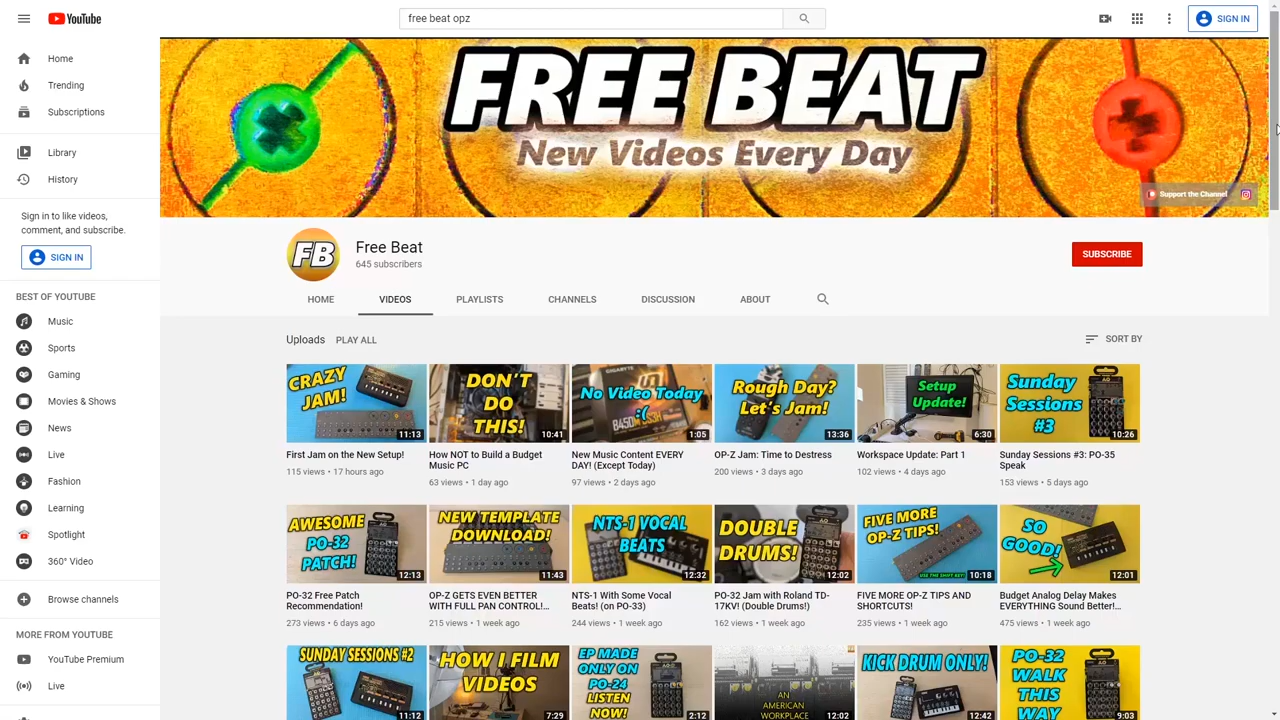 YouTube
free beat opz
SIGN IN
Home
Trending
Subscriptions
Library
History
Sign in to like videos,
comment, and subscribe.
SIGN IN
BEST OF YOUTUBE
Music
Sports
Gaming
Movies & Shows
News
Live
Fashion
Learning
Spotlight
360° Video
Browse channels
MORE FROM YOUTUBE
YouTube Premium
Live
FREE BEAT
New Videos Every Day
Support the Channel
FB
Free Beat
645 subscribers
SUBSCRIBE
HOME
VIDEOS
PLAYLISTS
CHANNELS
DISCUSSION
ABOUT
Uploads
PLAY ALL
SORT BY
CRAZY
JAM!
11:13
First Jam on the New Setup!
115 views • 17 hours ago
DON'T
DO
THIS!
10:41
How NOT to Build a Budget
Music PC
63 views • 1 day ago
GIGABYTE
No Video Today
:(
B450M DS3H
1:05
New Music Content EVERY
DAY! (Except Today)
97 views • 2 days ago
Rough Day?
Let's Jam!
13:36
OP-Z Jam: Time to Destress
200 views • 3 days ago
Setup
Update!
6:30
Workspace Update: Part 1
102 views • 4 days ago
Sunday
Sessions
#3
10:26
Sunday Sessions #3: PO-35
Speak
153 views • 5 days ago
AWESOME
PO-32
PATCH!
12:13
PO-32 Free Patch
Recommendation!
273 views • 6 days ago
NEW TEMPLATE
DOWNLOAD!
11:43
OP-Z GETS EVEN BETTER
WITH FULL PAN CONTROL!...
215 views • 1 week ago
NTS-1 VOCAL
BEATS
12:32
NTS-1 With Some Vocal
Beats! (on PO-33)
244 views • 1 week ago
DOUBLE
DRUMS!
12:02
PO-32 Jam with Roland TD-
17KV! (Double Drums!)
162 views • 1 week ago
FIVE MORE
OP-Z TIPS!
USE THE SHIFT KEY!
10:18
FIVE MORE OP-Z TIPS AND
SHORTCUTS!
235 views • 1 week ago
SO
GOOD!
12:01
Budget Analog Delay Makes
EVERYTHING Sound Better!...
475 views • 1 week ago
SUNDAY SESSIONS #2
11:12
HOW I FILM
VIDEOS
7:29
EP MADE
ONLY ON
PO-24
LISTEN
NOW!
2:12
AN
AMERICAN
WORKPLACE
12:02
KICK DRUM ONLY!
12:42
PO-32
WALK
THIS
WAY
9:03